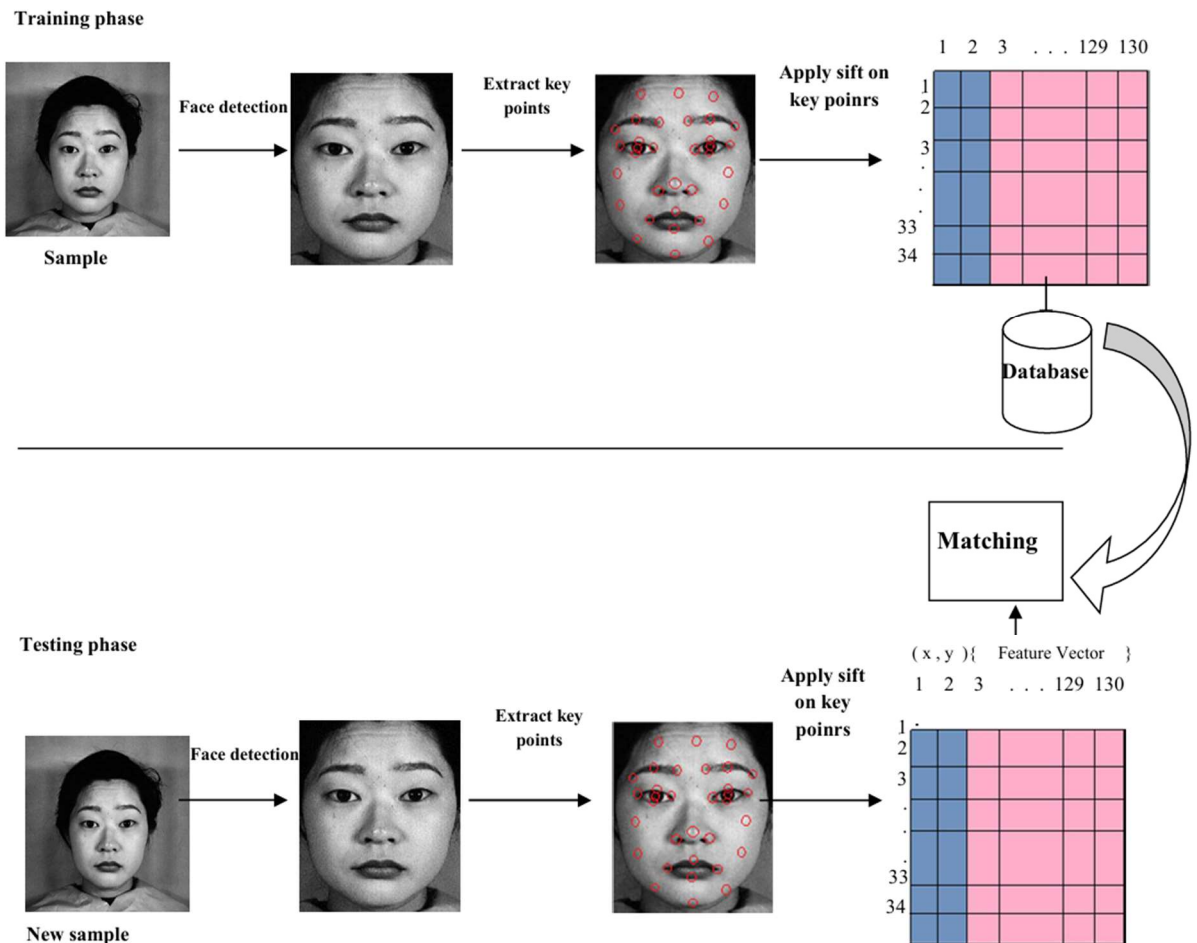 Training phase
1 2 3 . . . 129 130
Face detection
Extract key
points
Apply sift on
key poinrs
1
2
3
.
.
.
33
34
Sample
Database
Matching
Testing phase
( x , y ){ Feature Vector }
1 2 3 . . . 129 130
Face detection
Extract key
points
Apply sift
on key
poinrs
1 .
2
3
.
.
.
33
34
New sample